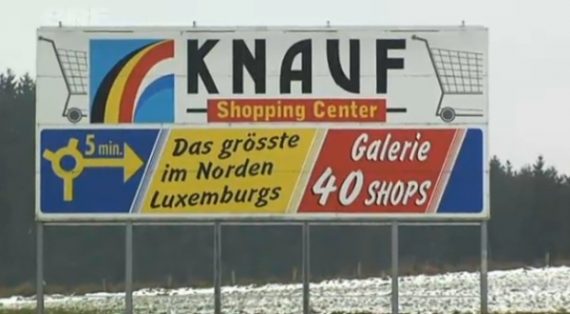 KNAUF
Shopping Center
5 min.
Das grösste
im Norden
Luxemburgs
Galerie
40 SHOPS